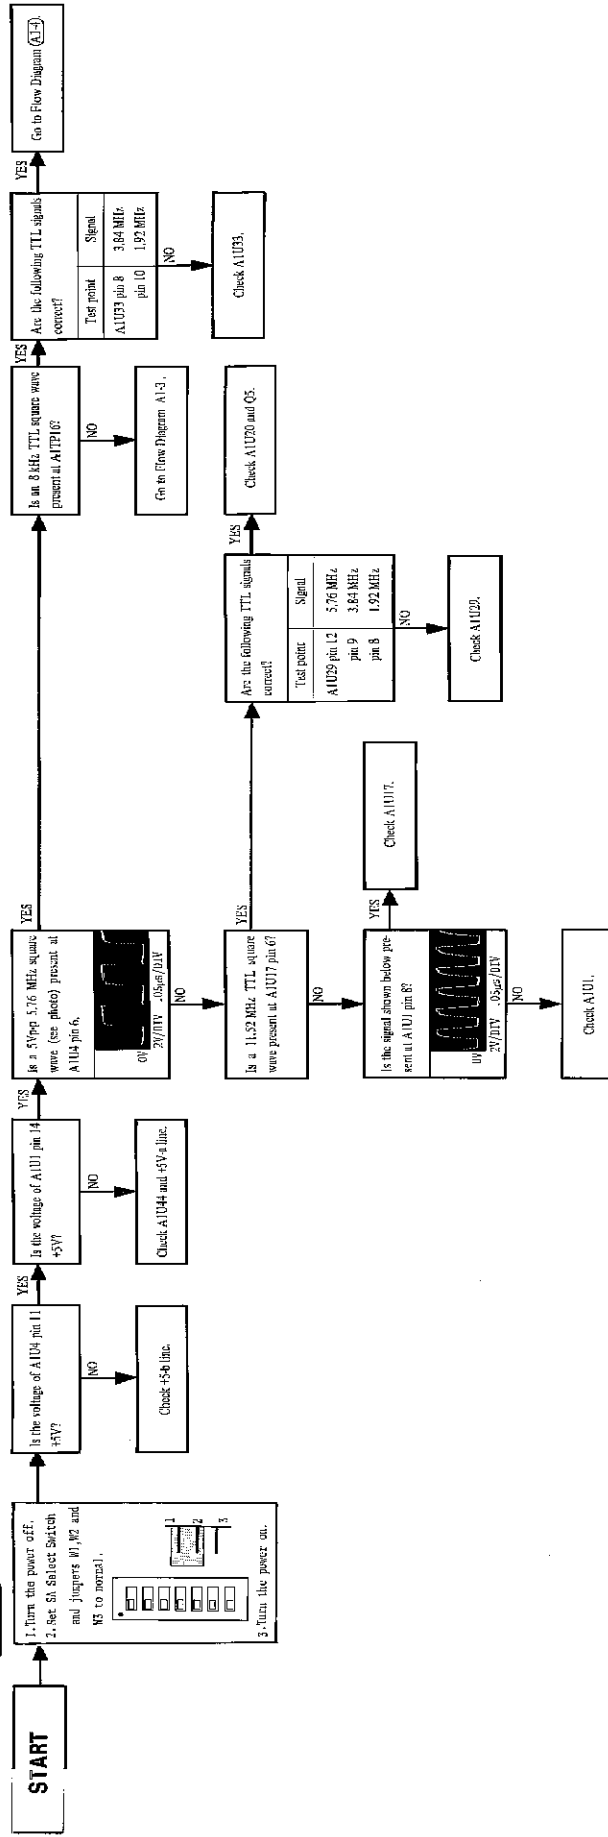 START
1.Turn the power off.
2.Set SA Select Switch
and jumpers W1,W2 and
W3 to normal.
1
2
3
3.Turn the power on.
Is the voltage of A1U4 pin 11
+5V?
YES
NO
Check +5-b line.
Is the voltage of A1U1 pin 14
+5V?
YES
NO
Check A1U44 and +5V-a line.
Is a 5Vp-p 5.76 MHz square
wave (see photo) present at
A1U4 pin 6.
0V
2V/DIV .05µs/DIV
YES
NO
Is a 11.52 MHz TTL square
wave present at A1U17 pin 6?
YES
NO
Is the signal shown below pre-
sent at A1U1 pin 8?
0V
2V/DIV .05µs/DIV
YES
Check A1U17.
NO
Check A1U1.
Are the following TTL signals
correct?
Test point Signal
A1U29 pin 12 5.76 MHz
pin 9 3.84 MHz
pin 8 1.92 MHz
YES
Check A1U20 and Q5.
NO
Check A1U29.
Is an 8 kHz TTL square wave
present at A1TP16?
YES
NO
Go to Flow Diagram A1-3.
Are the following TTL signals
correct?
Test point Signal
A1U33 pin 8 3.84 MHz
pin 10 1.92 MHz
YES
NO
Check A1U33.
Go to Flow Diagram (A1-4).